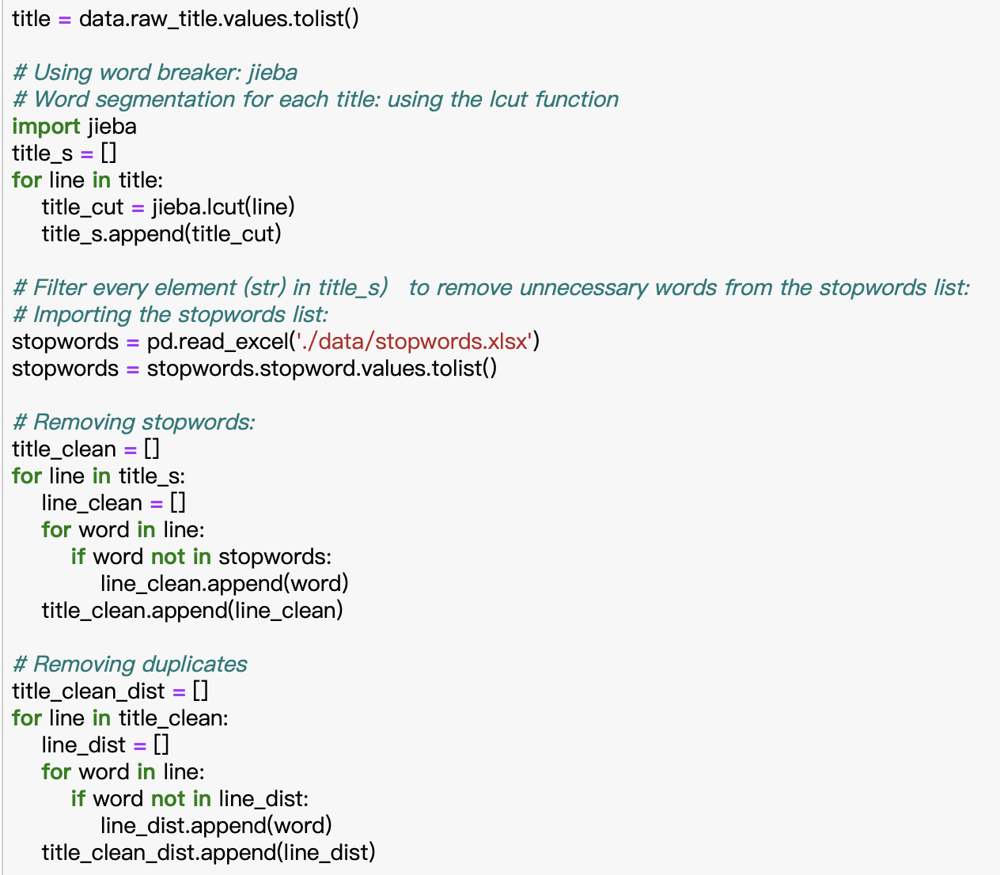 title = data.raw_title.values.tolist()
# Using word breaker: jieba
# Word segmentation for each title: using the lcut function
import jieba
title_s = []
for line in title:
title_cut = jieba.lcut(line)
title_s.append(title_cut)
# Filter every element (str) in title_s)   to remove unnecessary words from the stopwords list:
# Importing the stopwords list:
stopwords = pd.read_excel('./data/stopwords.xlsx')
stopwords = stopwords.stopword.values.tolist()
# Removing stopwords:
title_clean = []
for line in title_s:
line_clean = []
for word in line:
if word not in stopwords:
line_clean.append(word)
title_clean.append(line_clean)
# Removing duplicates
title_clean_dist = []
for line in title_clean:
line_dist = []
for word in line:
if word not in line_dist:
line_dist.append(word)
title_clean_dist.append(line_dist)